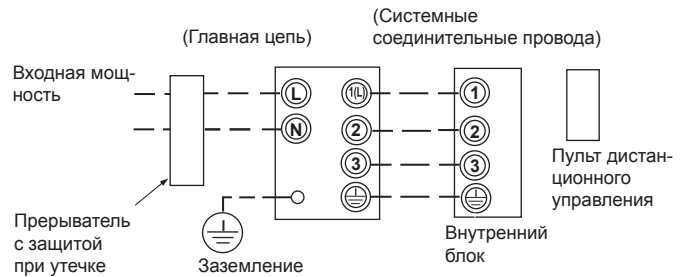 (Системные
соединительные провода)
(Главная цепь)
Входная мощ-
ность
L
1(L)
1
N
2
2
3
3
Пульт дистан-
ционного
управления
Прерыватель
с защитой
при утечке
Заземление
Внутренний
блок